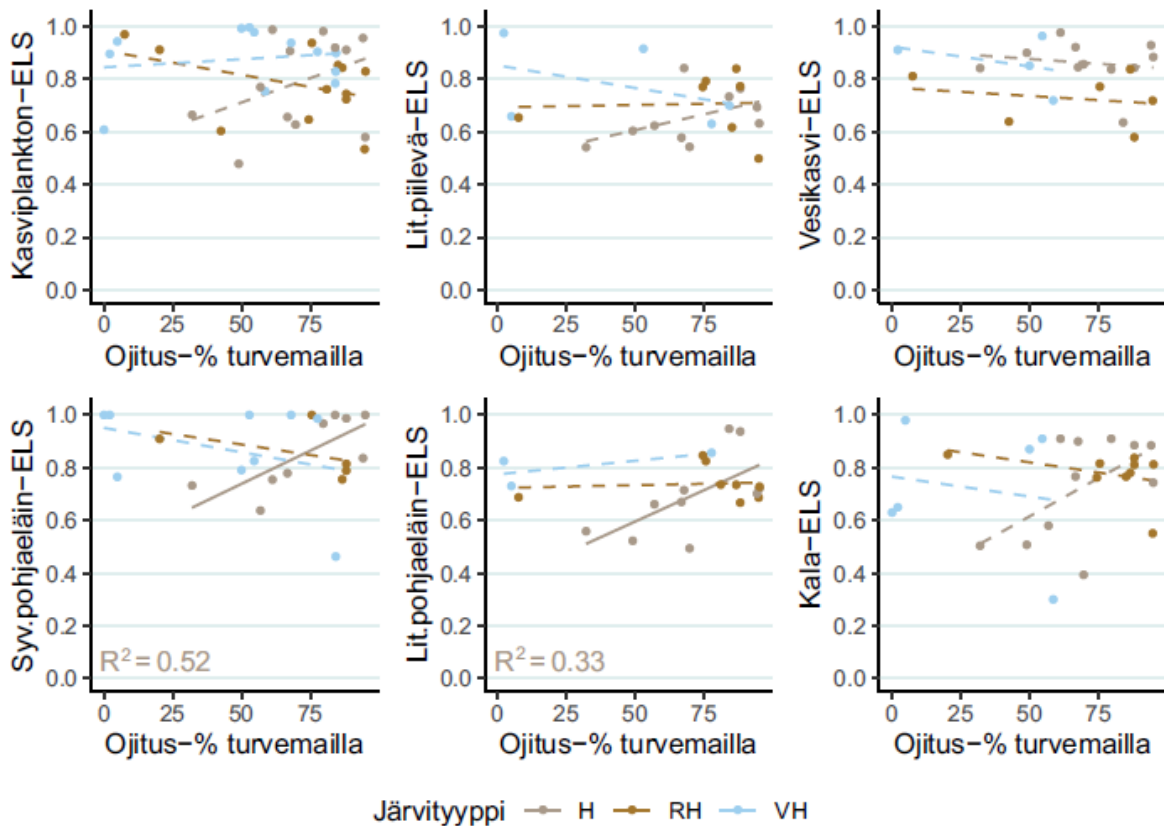 Kasviplankton−ELS
1.0
0.8
0.6
0.4
0.2
0.0
0 25 50 75
Ojitus−% turvemailla
Lit.piilevä−ELS
1.0
0.8
0.6
0.4
0.2
0.0
0 25 50 75
Ojitus−% turvemailla
Vesikasvi−ELS
1.0
0.8
0.6
0.4
0.2
0.0
0 25 50 75
Ojitus−% turvemailla
Syv.pohjaeläin−ELS
1.0
0.8
0.6
0.4
0.2
0.0
R² = 0.52
0 25 50 75
Ojitus−% turvemailla
Lit.pohjaeläin−ELS
1.0
0.8
0.6
0.4
0.2
0.0
R² = 0.33
0 25 50 75
Ojitus−% turvemailla
Kala−ELS
1.0
0.8
0.6
0.4
0.2
0.0
0 25 50 75
Ojitus−% turvemailla
Järvityyppi H RH VH